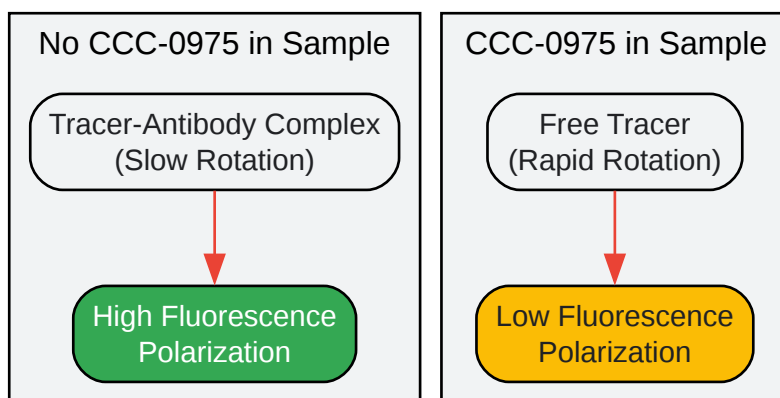 No CCC-0975 in Sample
Tracer-Antibody Complex
(Slow Rotation)
High Fluorescence
Polarization
CCC-0975 in Sample
Free Tracer
(Rapid Rotation)
Low Fluorescence
Polarization